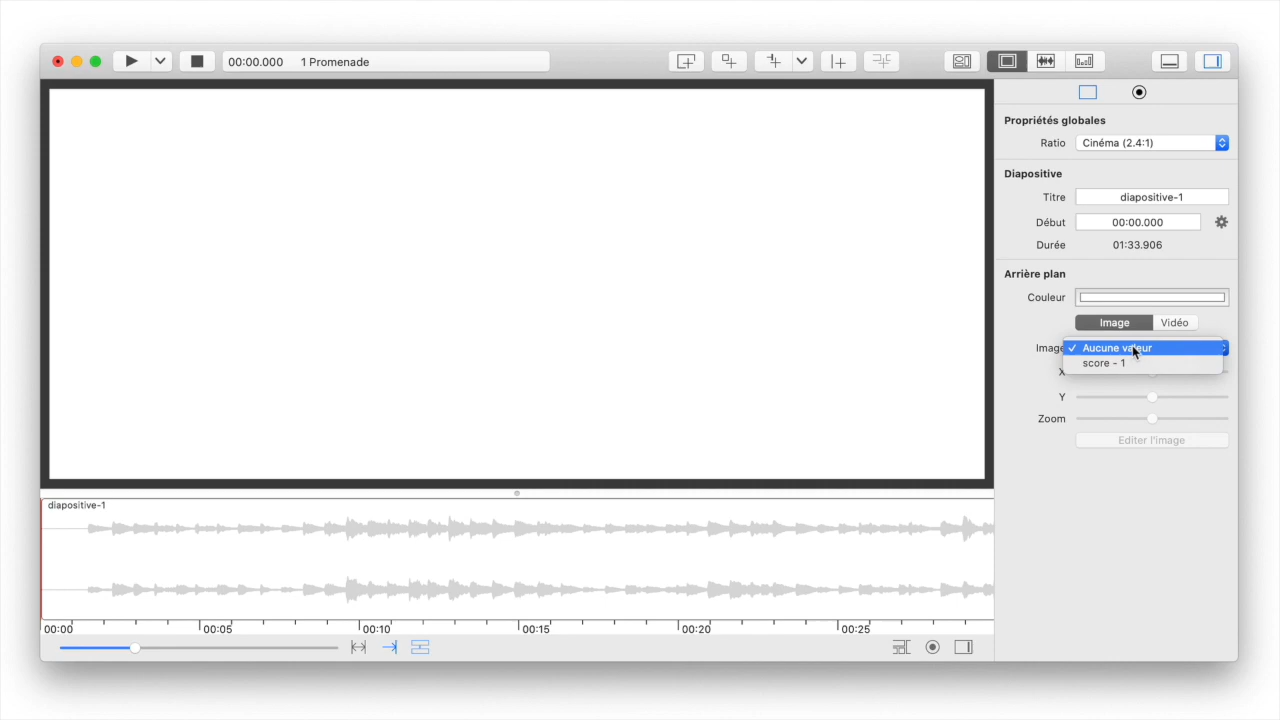 00:00.000 1 Promenade
Propriétés globales
Ratio Cinéma (2.4:1)
Diapositive
Titre diapositive-1
Début 00:00.000
Durée 01:33.906
Arrière plan
Couleur
Image Vidéo
Image ✓ Aucune valeur
score - 1
X
Y
Zoom
Editer l'image
diapositive-1
00:00 00:05 00:10 00:15 00:20 00:25